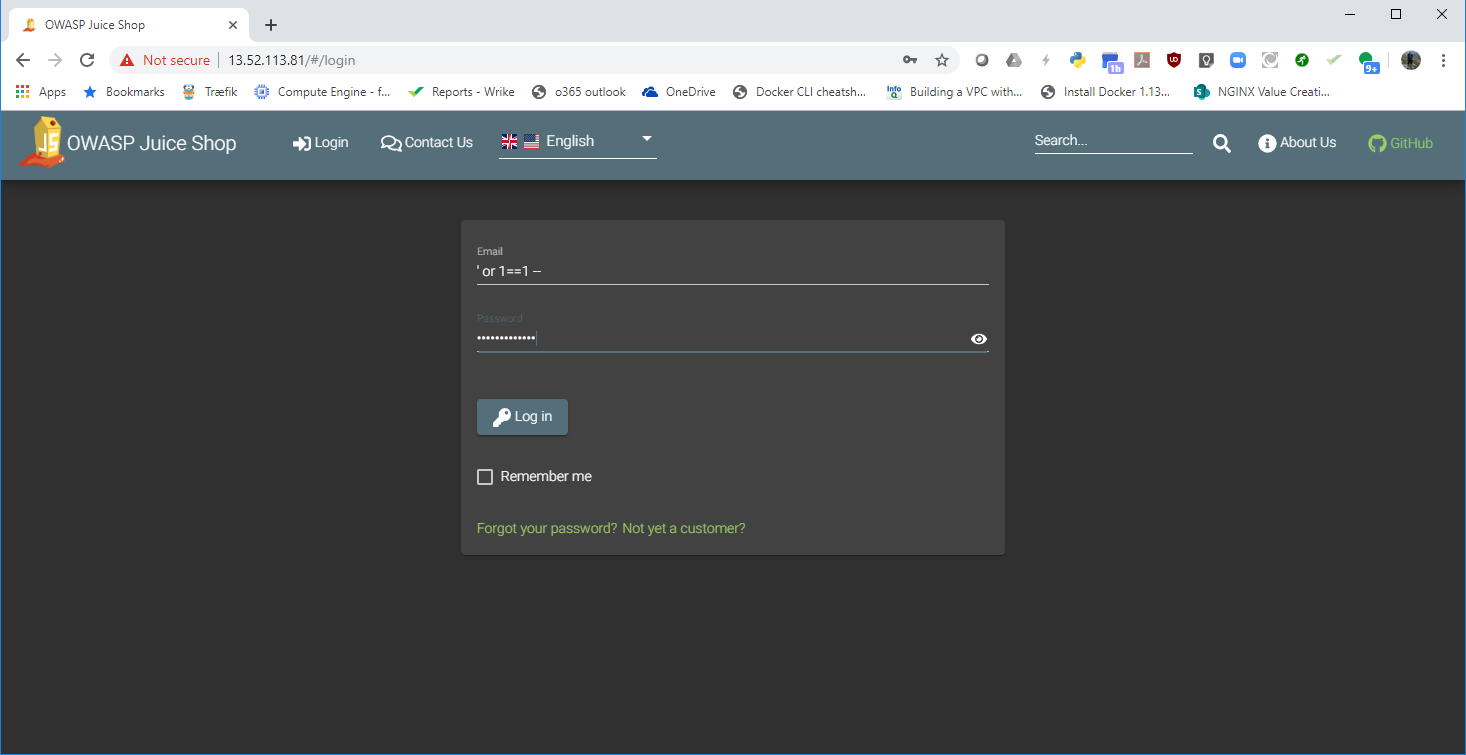 OWASP Juice Shop
Not secure 13.52.113.81/#/login
1h
9+
Apps Bookmarks Træfik Compute Engine - f... Reports - Wrike o365 outlook OneDrive Docker CLI cheatsh... Info Q Building a VPC with... Install Docker 1.13... S NGINX Value Creati...
JS OWASP Juice Shop Login Contact Us English Search... About Us GitHub
Email
' or 1==1 --
Password
•••••••••••••
Log in
Remember me
Forgot your password? Not yet a customer?